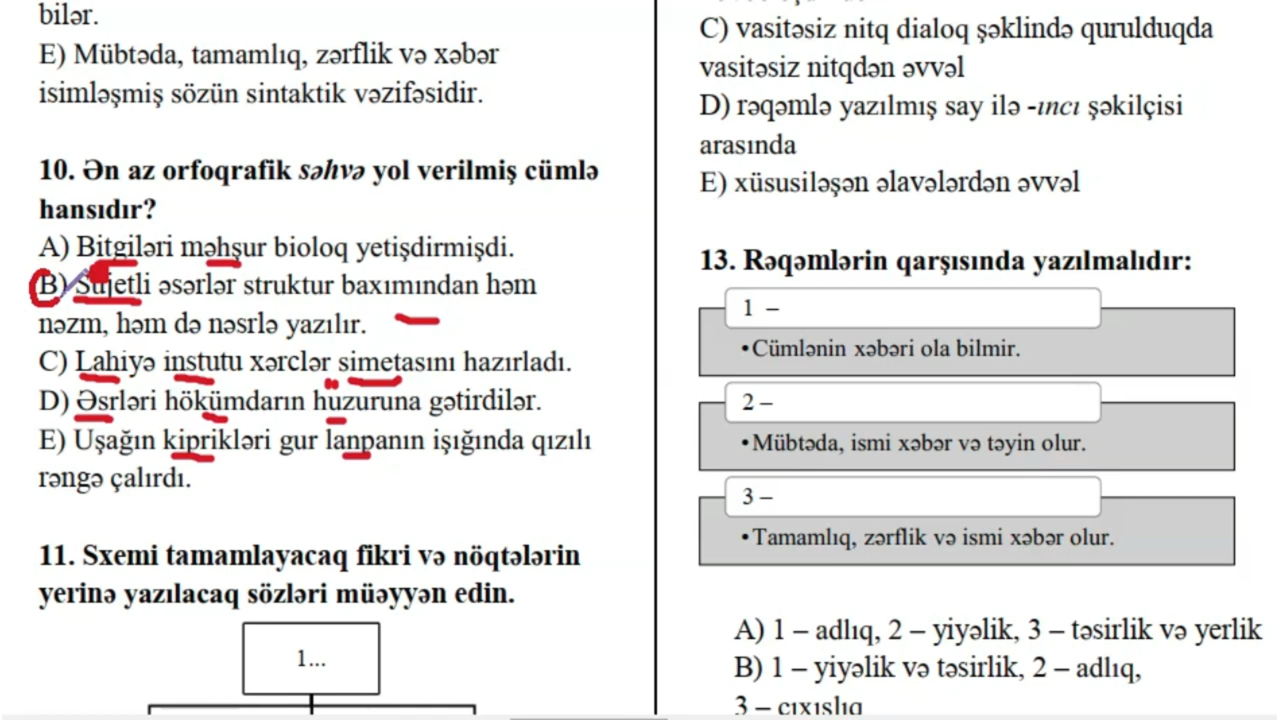 bilər.
E) Mübtəda, tamamlıq, zərflik və xəbər
isimləşmiş sözün sintaktik vəzifəsidir.
10. Ən az orfoqrafik səhvə yol verilmiş cümlə
hansıdır?
A) Bitgiləri məhşur bioloq yetişdirmişdi.
B) Sujetli əsərlər struktur baxımından həm
nəzm, həm də nəsrlə yazılır.
C) Lahiyə instutu xərclər simetasını hazırladı.
D) Əsrləri hökümdarın hüzuruna gətirdilər.
E) Uşağın kiprikləri gur lanpanın işığında qızılı
rəngə çalırdı.
11. Sxemi tamamlayacaq fikri və nöqtələrin
yerinə yazılacaq sözləri müəyyən edin.
1...
C) vasitəsiz nitq dialoq şəklində qurulduqda
vasitəsiz nitqdən əvvəl
D) rəqəmlə yazılmış say ilə -ıncı şəkilçisi
arasında
E) xüsusiləşən əlavələrdən əvvəl
13. Rəqəmlərin qarşısında yazılmalıdır:
1 –
•Cümlənin xəbəri ola bilmir.
2 –
•Mübtəda, ismi xəbər və təyin olur.
3 –
•Tamamlıq, zərflik və ismi xəbər olur.
A) 1 – adlıq, 2 – yiyəlik, 3 – təsirlik və yerlik
B) 1 – yiyəlik və təsirlik, 2 – adlıq,
3 – çıxışlıq